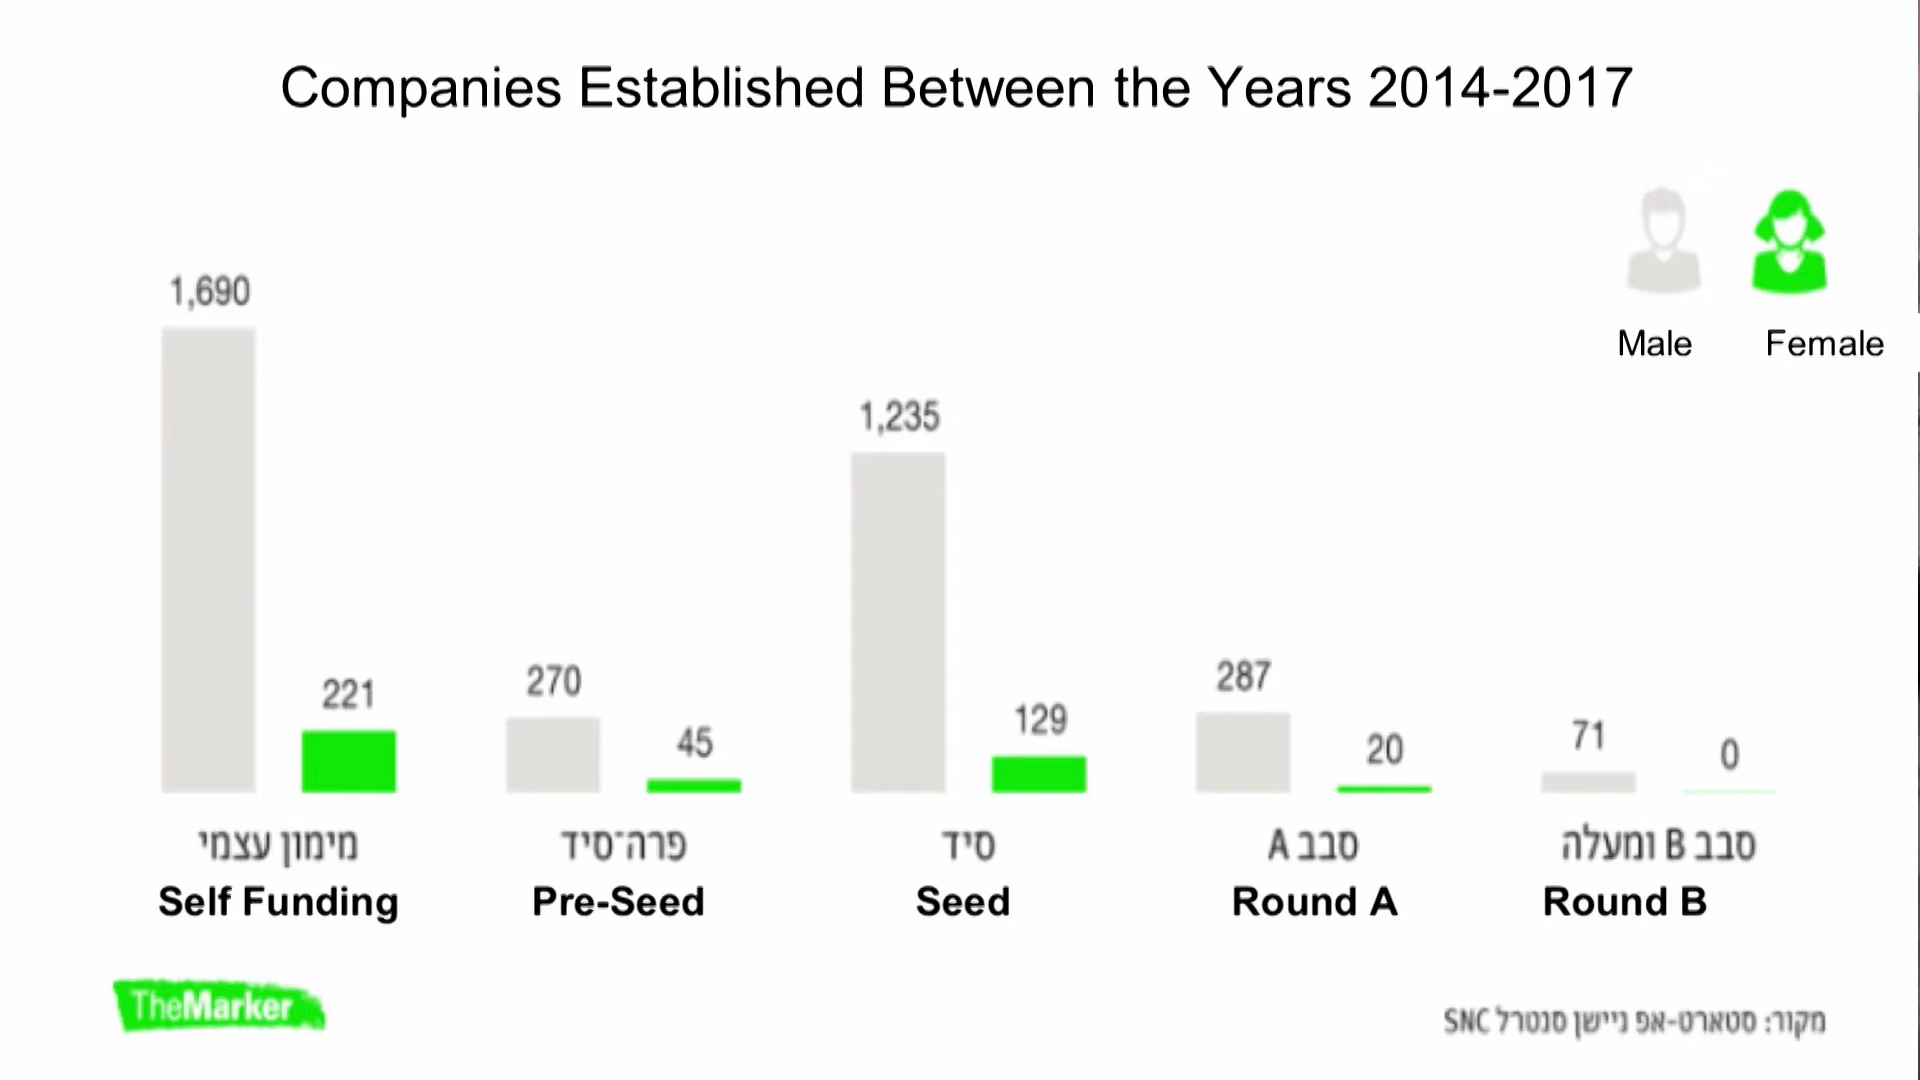 Companies Established Between the Years 2014-2017
Male Female
1,690
221
270
45
1,235
129
287
20
71
0
מימון עצמי
Self Funding
פרה־סיד
Pre-Seed
סיד
Seed
סבב A
Round A
סבב B ומעלה
Round B
TheMarker
מקור: סטארט-אפ ניישן סנטרל SNC